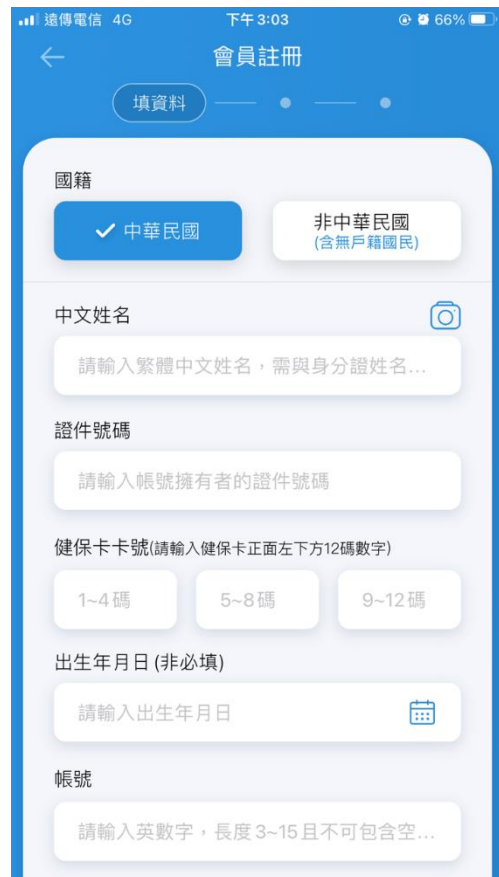 遠傳電信 4G 下午3:03 66%
會員註冊
填資料
國籍
中華民國
非中華民國
(含無戶籍國民)
中文姓名
請輸入繁體中文姓名，需與身分證姓名...
證件號碼
請輸入帳號擁有者的證件號碼
健保卡卡號(請輸入健保卡正面左下方12碼數字)
1~4碼 5~8碼 9~12碼
出生年月日(非必填)
請輸入出生年月日
帳號
請輸入英數字，長度3~15且不可包含空...